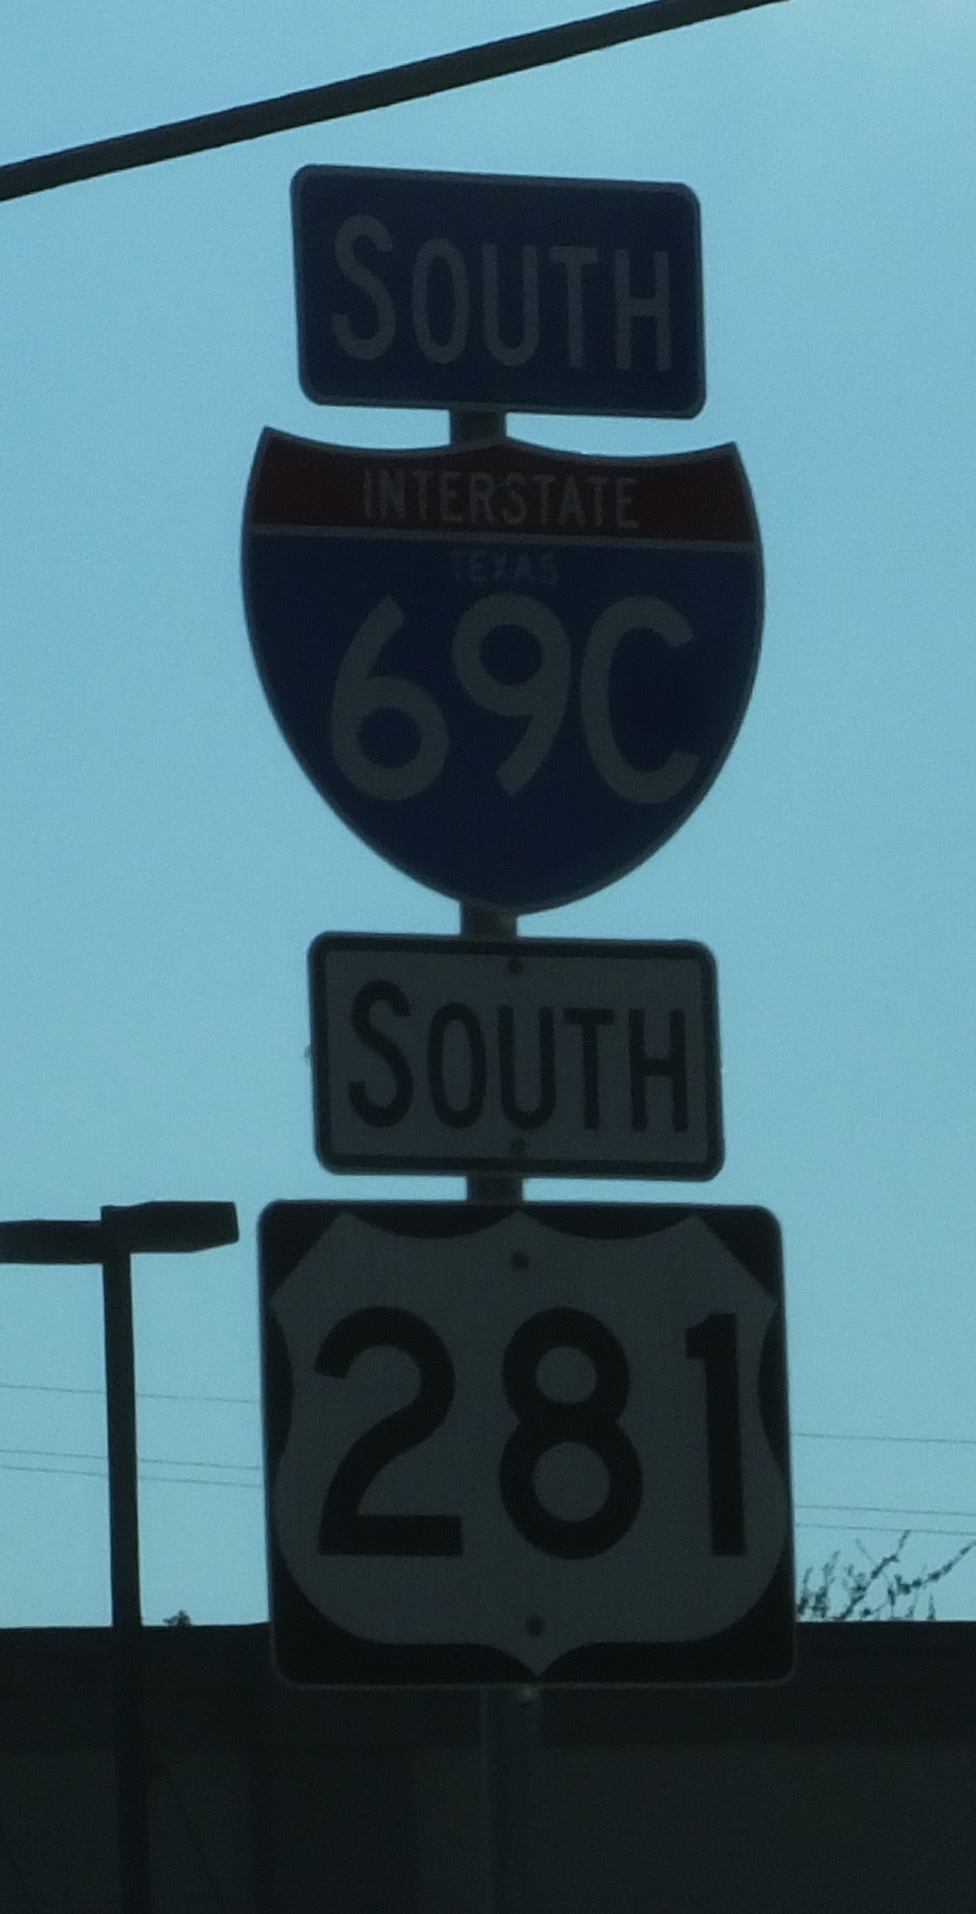 SOUTH
INTERSTATE
TEXAS
69C
SOUTH
281